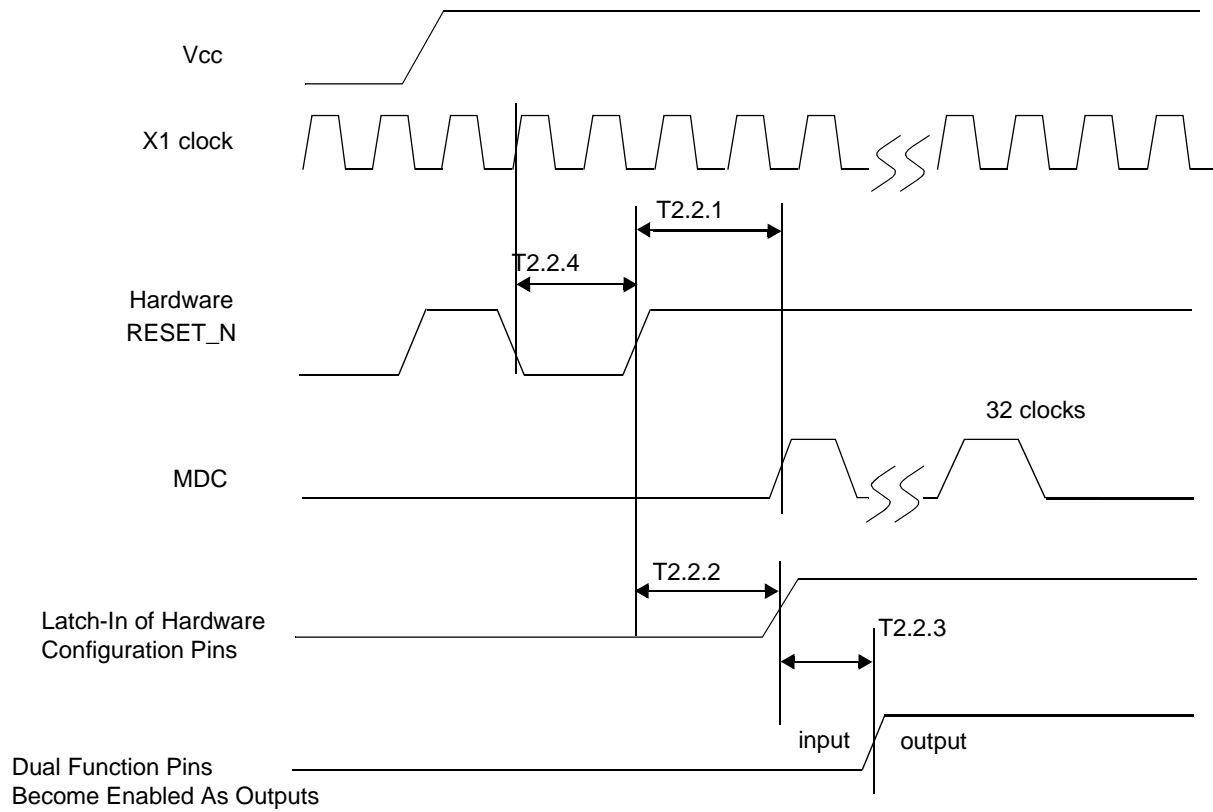 Vcc
X1 clock
T2.2.1
T2.2.4
Hardware
RESET_N
32 clocks
MDC
T2.2.2
Latch-In of Hardware
Configuration Pins
T2.2.3
input
output
Dual Function Pins
Become Enabled As Outputs